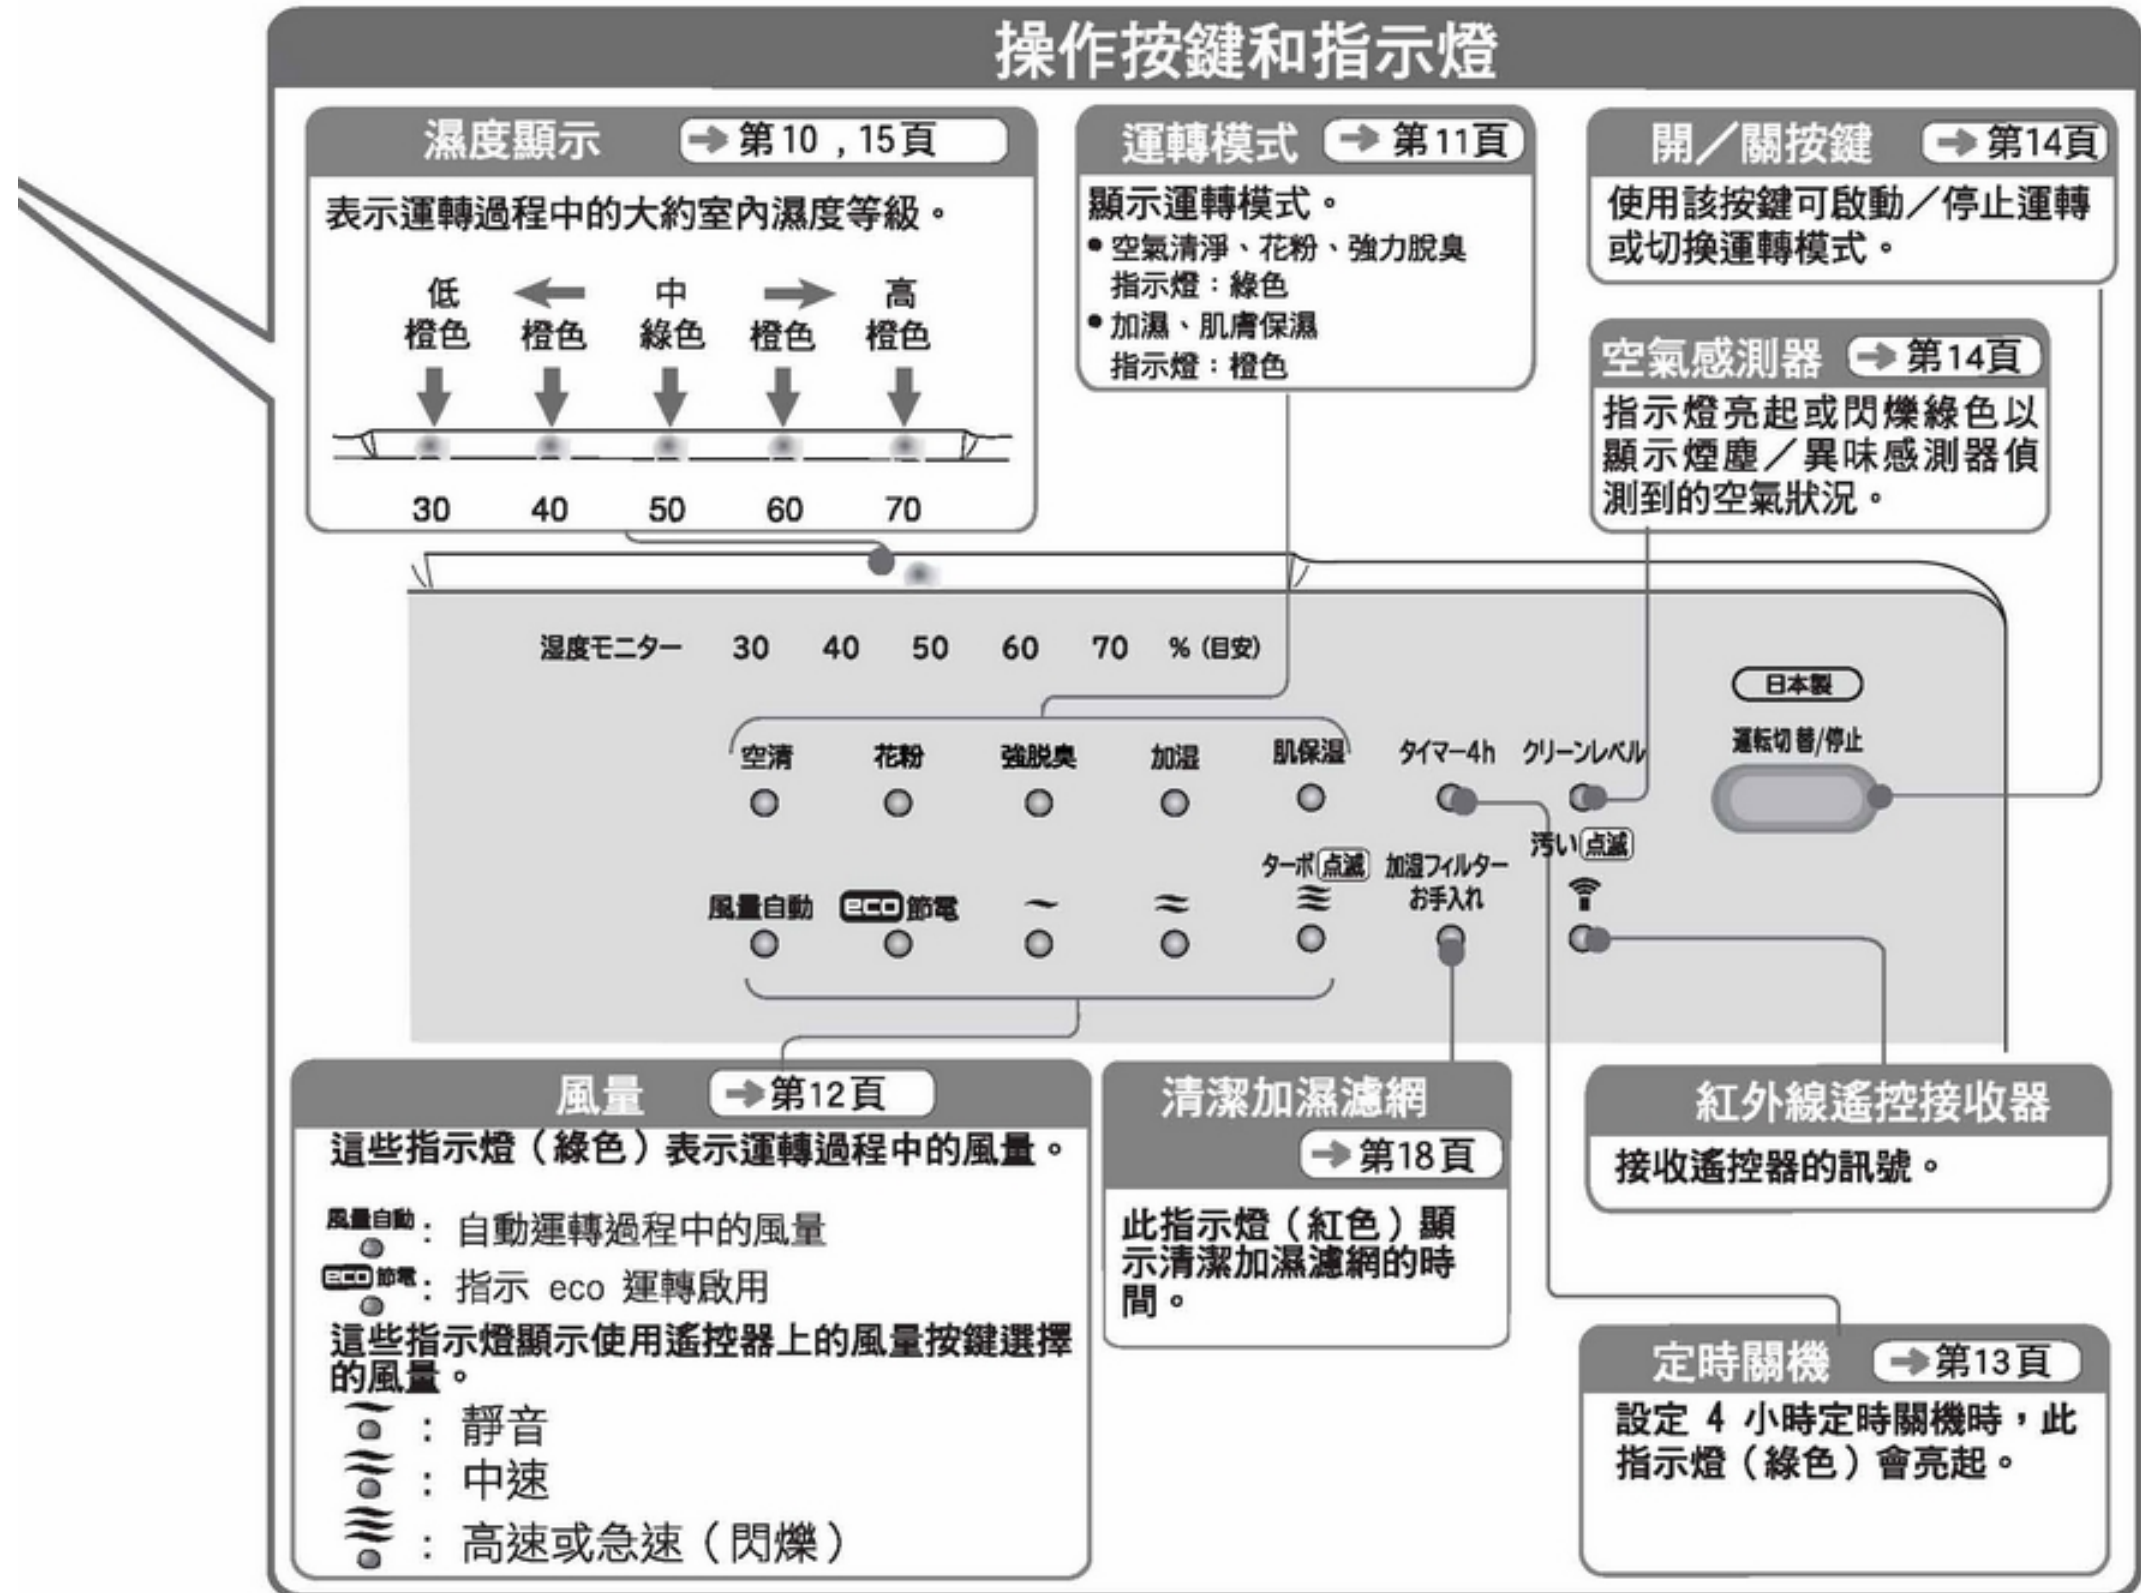 操作按鍵和指示燈
濕度顯示 第10,15頁
表示運轉過程中的大約室內濕度等級。
低 中 高
橙色 橙色 綠色 橙色 橙色
30 40 50 60 70
運轉模式 第11頁
顯示運轉模式。
•空氣清淨、花粉、強力脫臭
指示燈：綠色
•加濕、肌膚保濕
指示燈：橙色
開／關按鍵 第14頁
使用該按鍵可啟動／停止運轉
或切換運轉模式。
空氣感測器 第14頁
指示燈亮起或閃爍綠色以
顯示煙塵／異味感測器偵
測到的空氣狀況。
湿度モニター 30 40 50 60 70 % (目安)
日本製
運転切替/停止
空清 花粉 強脱臭 加湿 肌保湿 タイマー4h クリーンレベル
汚い 点滅
ターボ 点滅 加湿フィルター
お手入れ
風量自動 eco節電
風量 第12頁
這些指示燈（綠色）表示運轉過程中的風量。
風量自動 : 自動運轉過程中的風量
eco節電 : 指示 eco 運轉啟用
這些指示燈顯示使用遙控器上的風量按鍵選擇
的風量。
: 靜音
: 中速
: 高速或急速（閃爍）
清潔加濕濾網
第18頁
此指示燈（紅色）顯
示清潔加濕濾網的時
間。
紅外線遙控接收器
接收遙控器的訊號。
定時關機 第13頁
設定 4 小時定時關機時，此
指示燈（綠色）會亮起。